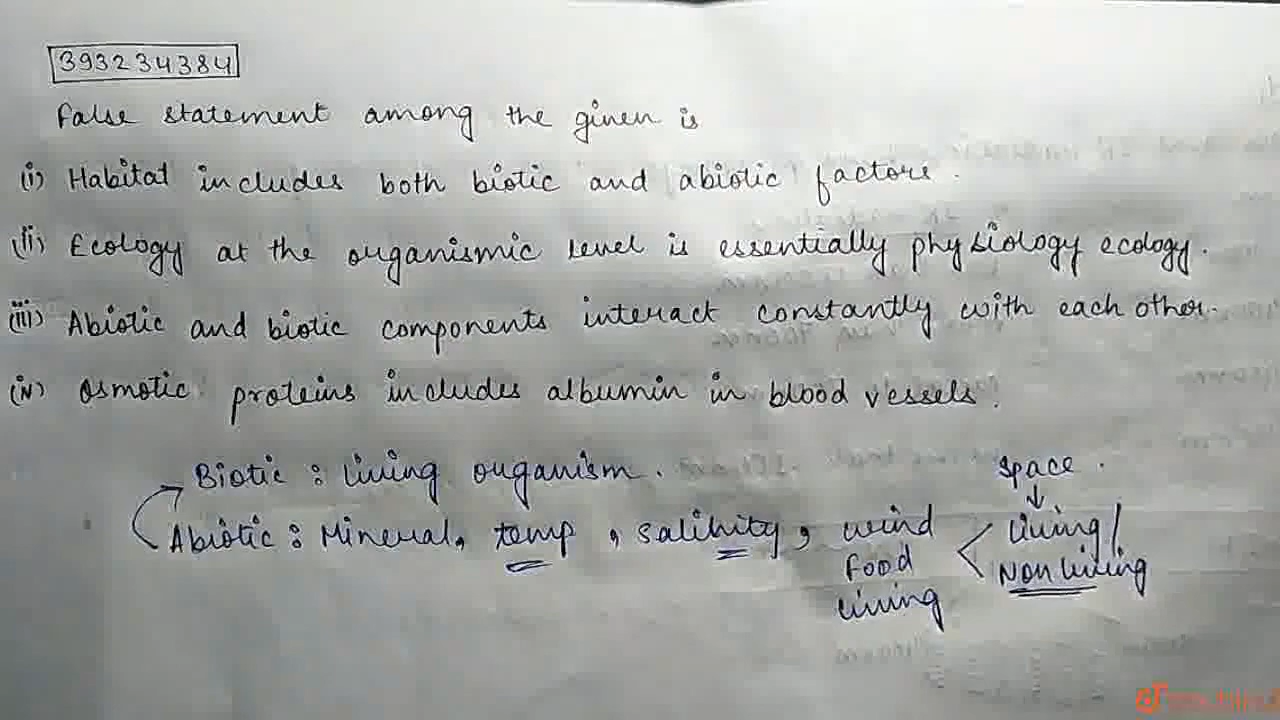 393234384
False statement among the given is
(i) Habitat includes both biotic and abiotic factors.
(ii) Ecology at the organismic level is essentially physiology ecology.
(iii) Abiotic and biotic components interact constantly with each other.
(iv) Osmotic proteins includes albumin in blood vessels.
Biotic : living organism.
space.
Abiotic : Mineral, temp, salinity, wind
living/
Food
Non living
living